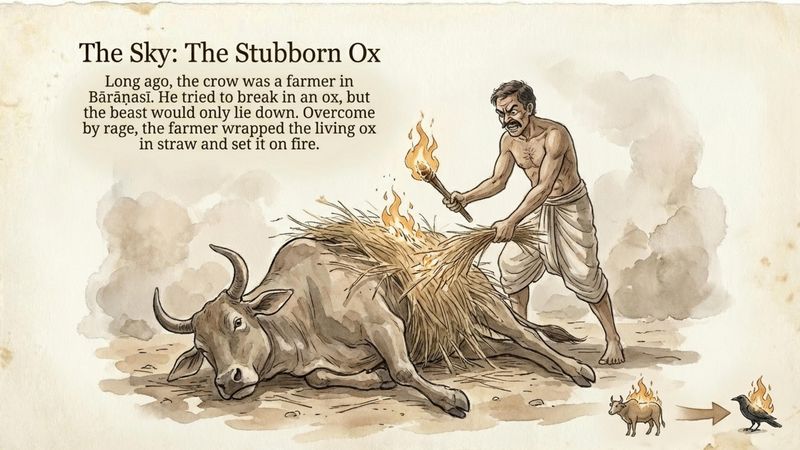 The Sky: The Stubborn Ox
Long ago, the crow was a farmer in
Bārāṇasī. He tried to break in an ox, but
the beast would only lie down. Overcome
by rage, the farmer wrapped the living ox
in straw and set it on fire.